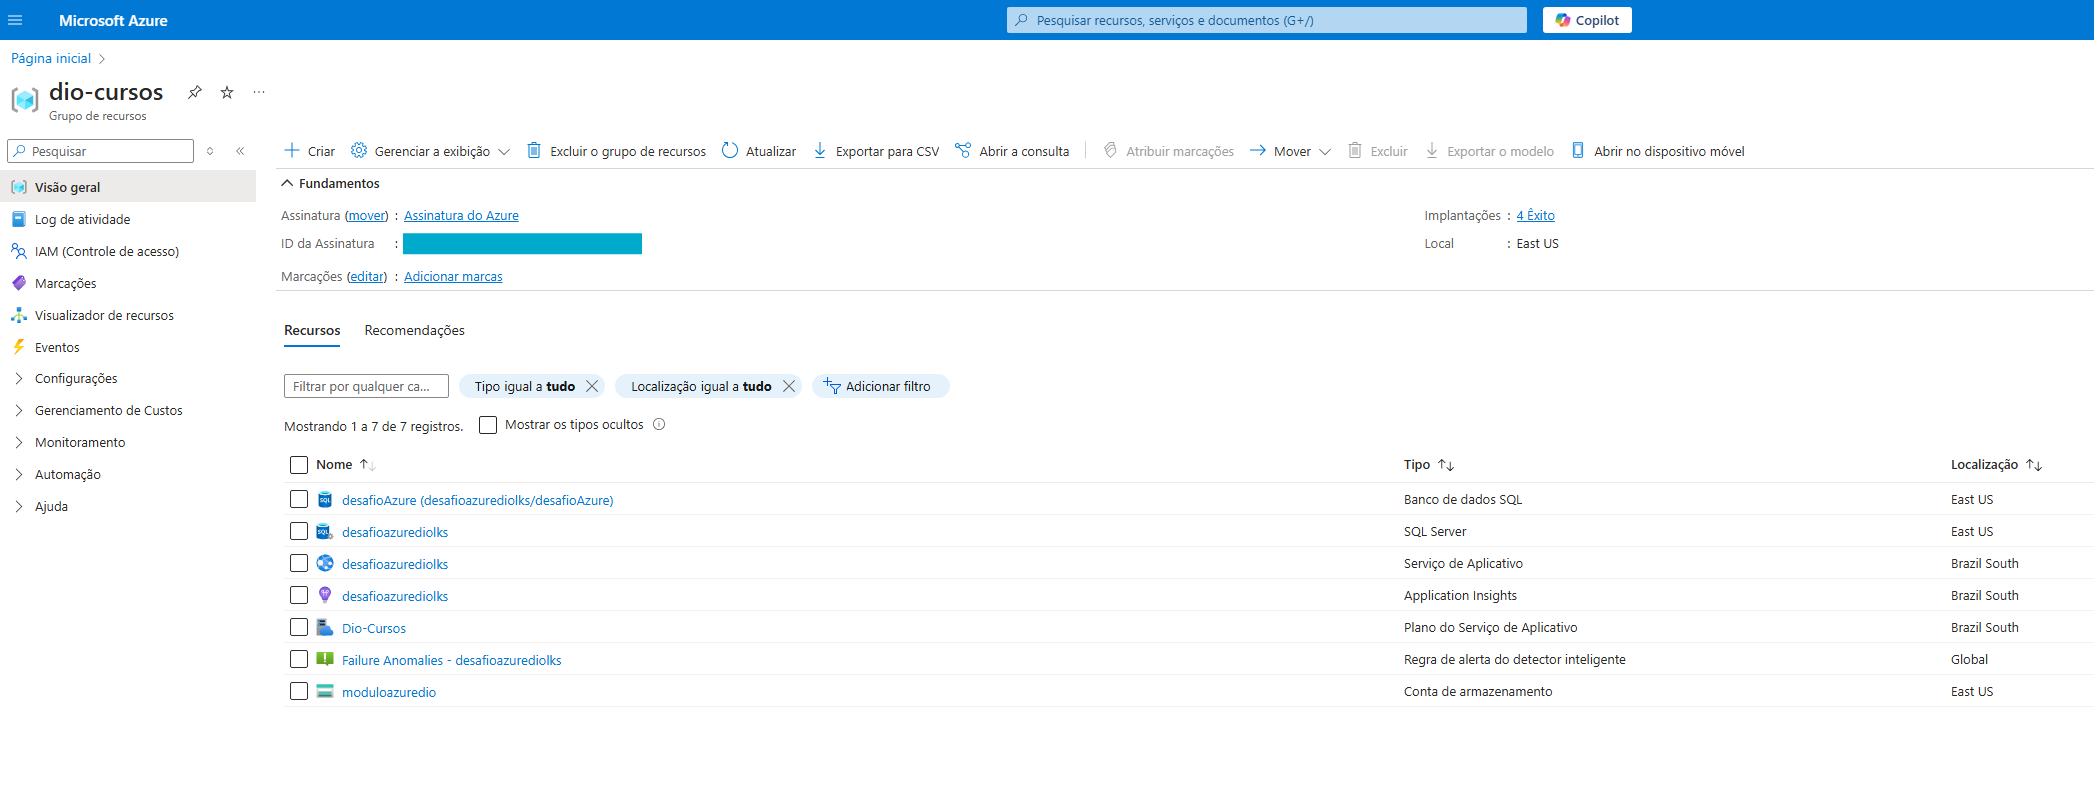 Microsoft Azure
Pesquisar recursos, serviços e documentos (G+/)
Copilot
Página inicial
dio-cursos
Grupo de recursos
Pesquisar
Visão geral
Log de atividade
IAM (Controle de acesso)
Marcações
Visualizador de recursos
Eventos
Configurações
Gerenciamento de Custos
Monitoramento
Automação
Ajuda
Criar Gerenciar a exibição Excluir o grupo de recursos Atualizar Exportar para CSV Abrir a consulta Atribuir marcações Mover Excluir Exportar o modelo Abrir no dispositivo móvel
Fundamentos
Assinatura (mover) : Assinatura do Azure
ID da Assinatura :
Marcações (editar) : Adicionar marcas
Implantações : 4 Êxito
Local : East US
Recursos Recomendações
Filtrar por qualquer ca... Tipo igual a tudo Localização igual a tudo Adicionar filtro
Mostrando 1 a 7 de 7 registros. Mostrar os tipos ocultos
Nome Tipo Localização
desafioAzure (desafioazurediolks/desafioAzure) Banco de dados SQL East US
desafioazurediolks SQL Server East US
desafioazurediolks Serviço de Aplicativo Brazil South
desafioazurediolks Application Insights Brazil South
Dio-Cursos Plano do Serviço de Aplicativo Brazil South
Failure Anomalies - desafioazurediolks Regra de alerta do detector inteligente Global
moduloazuredio Conta de armazenamento East US